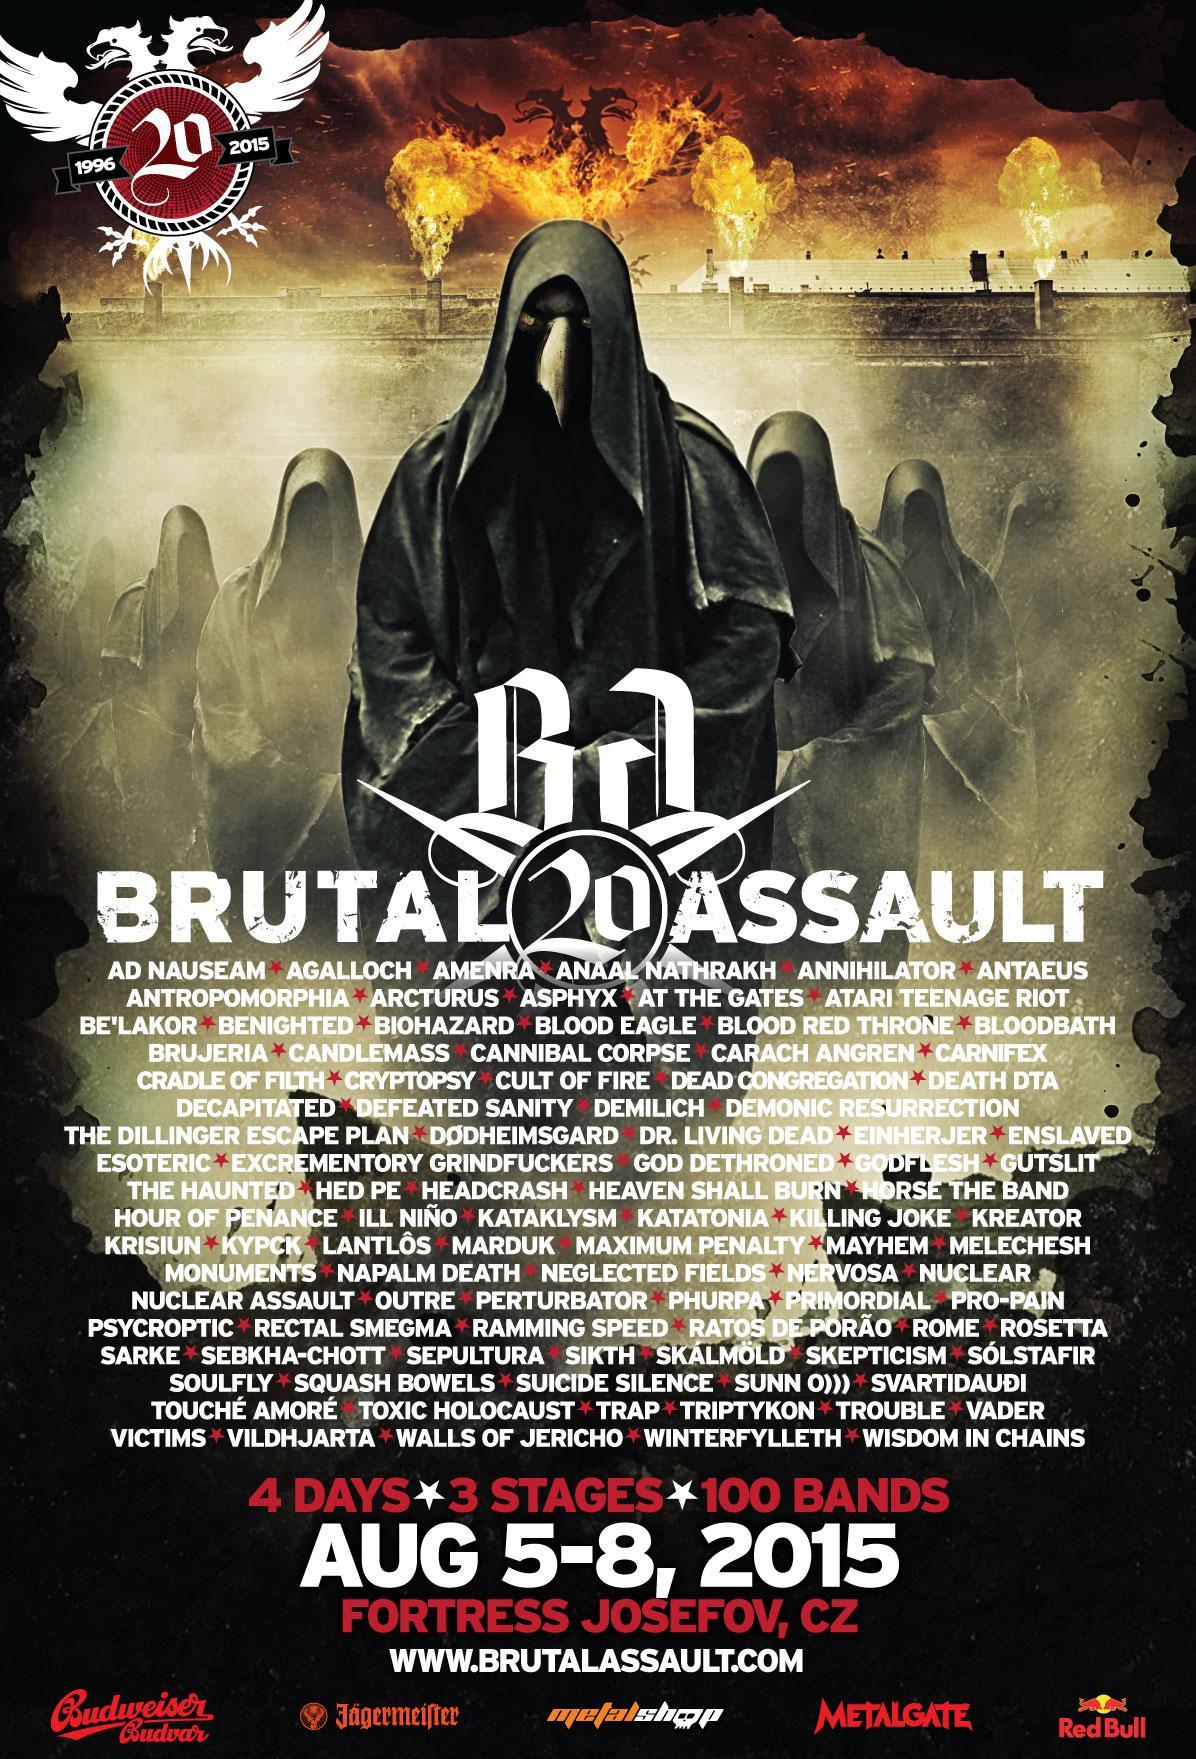 20
1996 2015
BA
BRUTAL 20 ASSAULT
AD NAUSEAM★AGALLOCH★AMENRA★ANAAL NATHRAKH★ANNIHILATOR★ANTAEUS
ANTROPOMORPHIA★ARCTURUS★ASPHYX★AT THE GATES★ATARI TEENAGE RIOT
BE'LAKOR★BENIGHTED★BIOHAZARD★BLOOD EAGLE★BLOOD RED THRONE★BLOODBATH
BRUJERIA★CANDLEMASS★CANNIBAL CORPSE★CARACH ANGREN★CARNIFEX
CRADLE OF FILTH★CRYPTOPSY★CULT OF FIRE★DEAD CONGREGATION★DEATH DTA
DECAPITATED★DEFEATED SANITY★DEMILICH★DEMONIC RESURRECTION
THE DILLINGER ESCAPE PLAN★DØDHEIMSGARD★DR. LIVING DEAD★EINHERJER★ENSLAVED
ESOTERIC★EXCREMENTORY GRINDFUCKERS★GOD DETHRONED★GODFLESH★GUTSLIT
THE HAUNTED★HED PE★HEADCRASH★HEAVEN SHALL BURN★HORSE THE BAND
HOUR OF PENANCE★ILL NIÑO★KATAKLYSM★KATATONIA★KILLING JOKE★KREATOR
KRISIUN★KYPCK★LANTLÔS★MARDUK★MAXIMUM PENALTY★MAYHEM★MELECHESH
MONUMENTS★NAPALM DEATH★NEGLECTED FIELDS★NERVOSA★NUCLEAR
NUCLEAR ASSAULT★OUTRE★PERTURBATOR★PHURPA★PRIMORDIAL★PRO-PAIN
PSYCROPTIC★RECTAL SMEGMA★RAMMING SPEED★RATOS DE PORÃO★ROME★ROSETTA
SARKE★SEBKHA-CHOTT★SEPULTURA★SIKTH★SKÁLMÖLD★SKEPTICISM★SÓLSTAFIR
SOULFLY★SQUASH BOWELS★SUICIDE SILENCE★SUNN O)))★SVARTIDAUÐI
TOUCHÉ AMORÉ★TOXIC HOLOCAUST★TRAP★TRIPTYKON★TROUBLE★VADER
VICTIMS★VILDHJARTA★WALLS OF JERICHO★WINTERFYLLETH★WISDOM IN CHAINS
4 DAYS★3 STAGES★100 BANDS
AUG 5-8, 2015
FORTRESS JOSEFOV, CZ
WWW.BRUTALASSAULT.COM
Budweiser Budvar Jägermeister metalshop METALGATE Red Bull